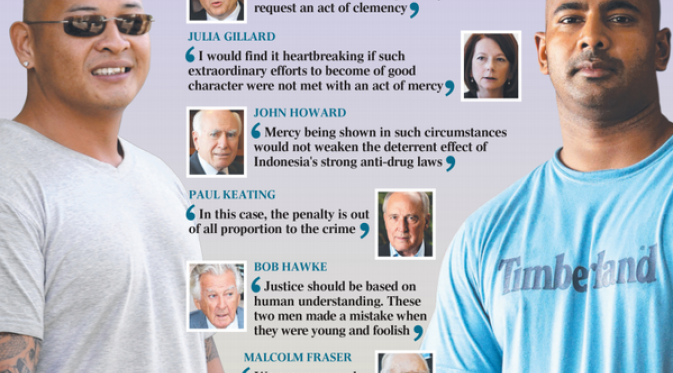 request an act of clemency❜
JULIA GILLARD
❛I would find it heartbreaking if such
extraordinary efforts to become of good
character were not met with an act of mercy❜
JOHN HOWARD
❛Mercy being shown in such circumstances
would not weaken the deterrent effect of
Indonesia's strong anti-drug laws❜
PAUL KEATING
❛In this case, the penalty is out
of all proportion to the crime❜
BOB HAWKE
❛Justice should be based on
human understanding. These
two men made a mistake when
they were young and foolish❜
Timberland
MALCOLM FRASER